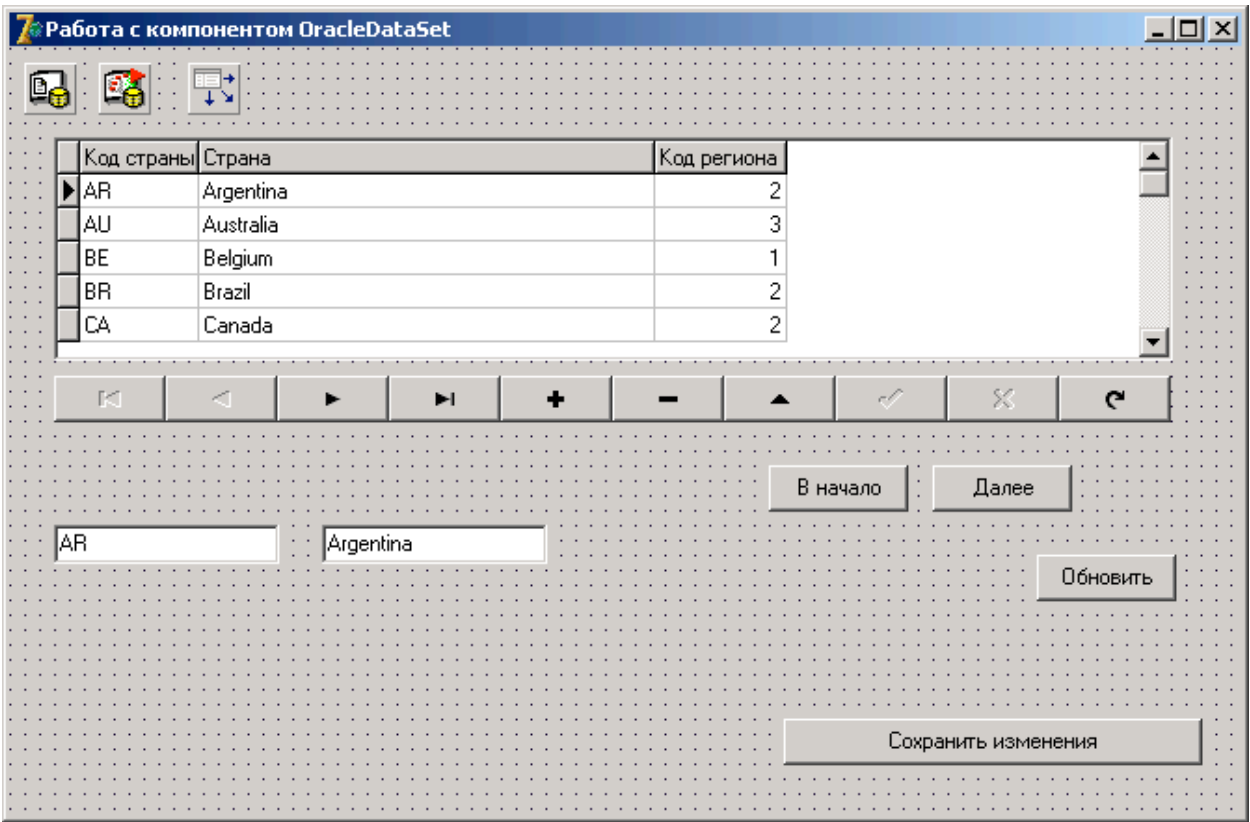 Работа с компонентом OracleDataSet
Код страны Страна Код региона
AR Argentina 2
AU Australia 3
BE Belgium 1
BR Brazil 2
CA Canada 2
В начало Далее
AR Argentina
Обновить
Сохранить изменения